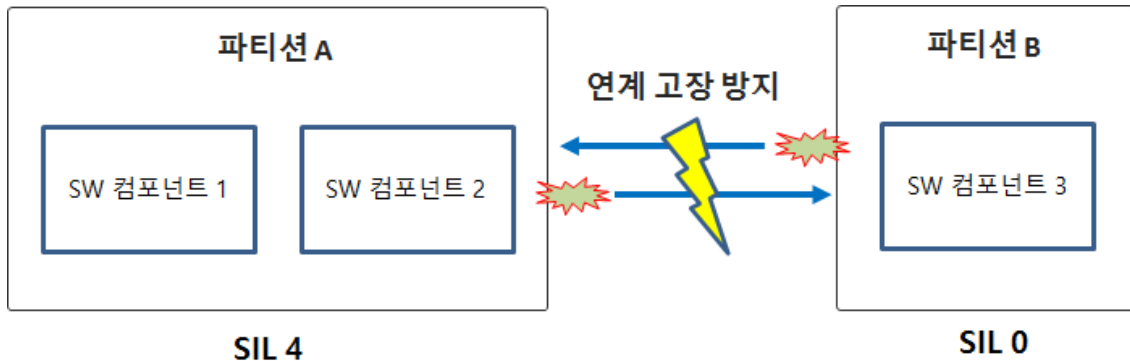 파티션 A
파티션 B
연계 고장 방지
SW 컴포넌트 1
SW 컴포넌트 2
SW 컴포넌트 3
SIL 4
SIL 0